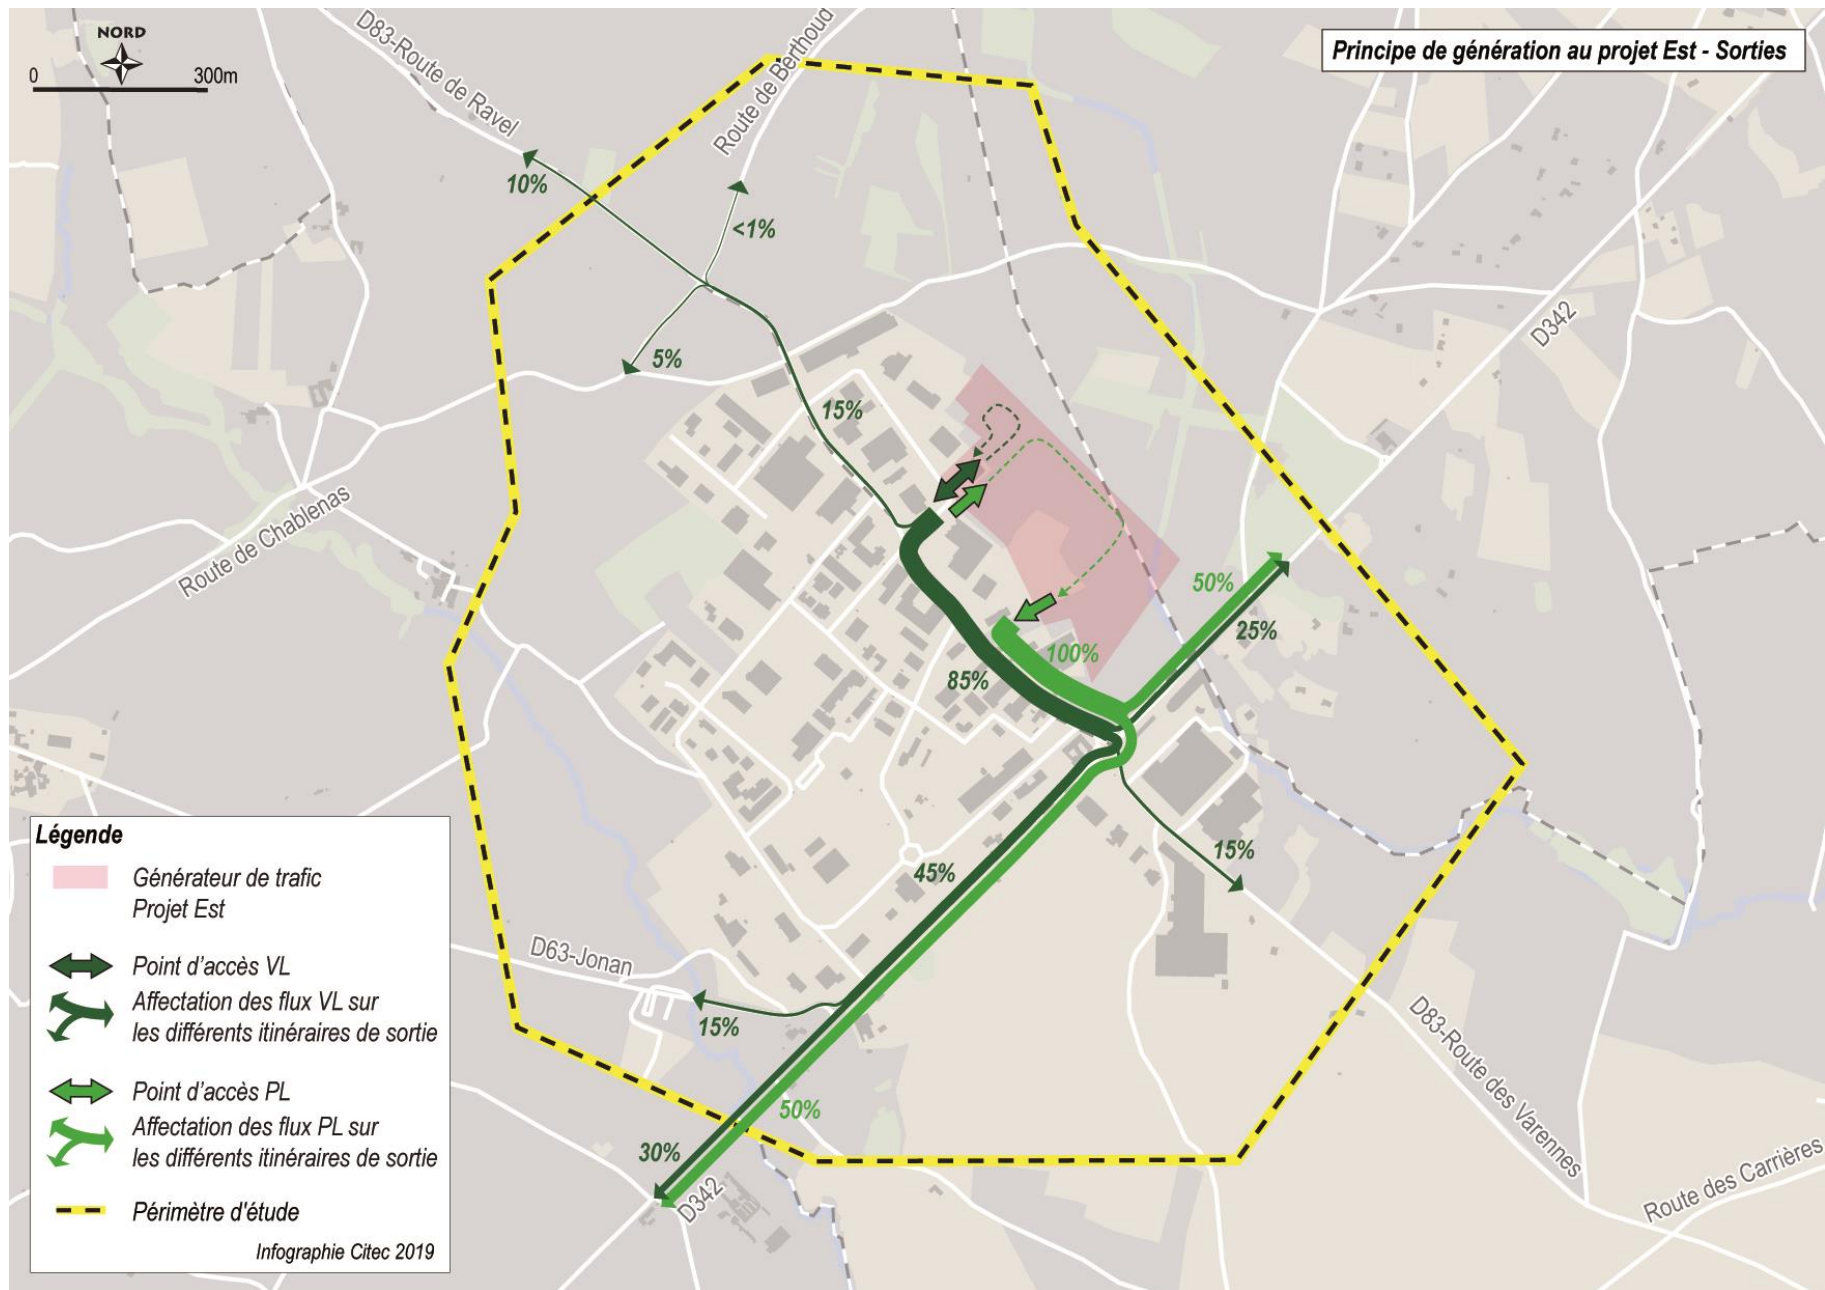 NORD
0 300m
Principe de génération au projet Est - Sorties
D83-Route de Ravel
Route de Berthoud
10%
<1%
5%
15%
D342
Route de Chablenas
50%
25%
100%
85%
15%
45%
D63-Jonan
15%
50%
30%
D342
D83-Route des Varennes
Route des Carrières
Légende
Générateur de trafic
Projet Est
Point d'accès VL
Affectation des flux VL sur
les différents itinéraires de sortie
Point d'accès PL
Affectation des flux PL sur
les différents itinéraires de sortie
Périmètre d'étude
Infographie Citec 2019